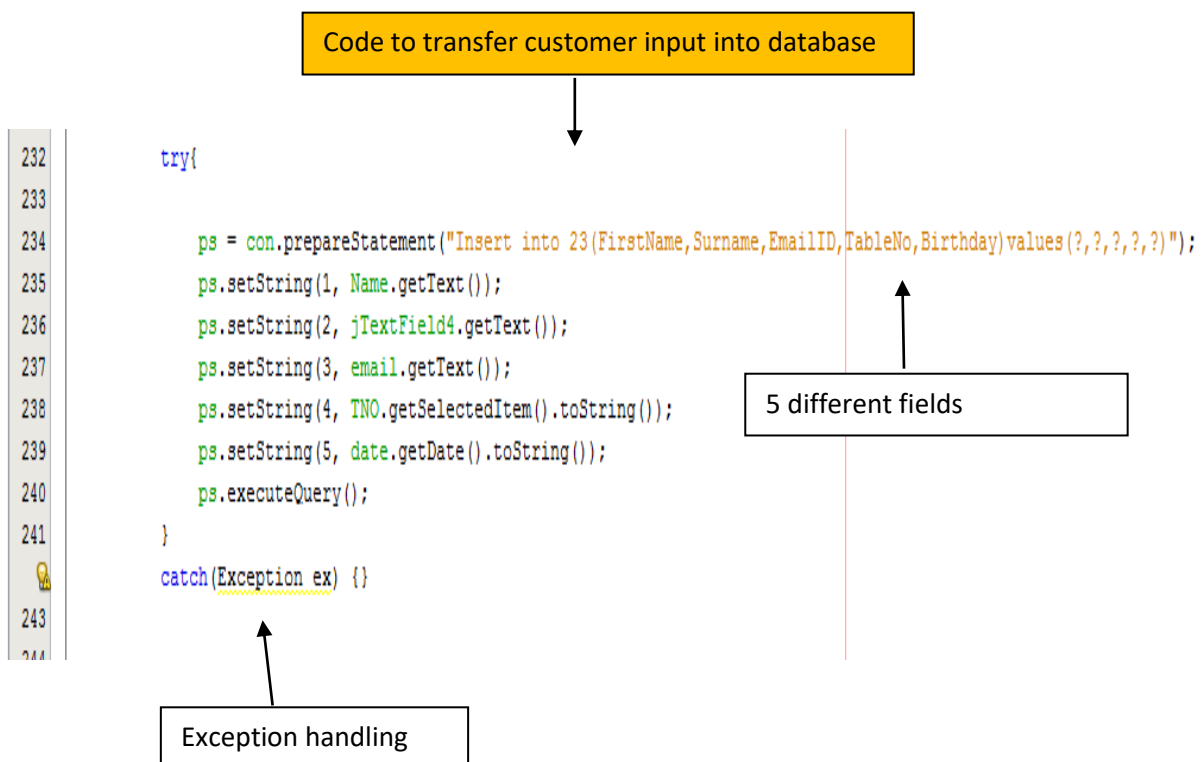 Code to transfer customer input into database
232 try{
233
234 ps = con.prepareStatement("Insert into 23(FirstName,Surname,EmailID,TableNo,Birthday)values(?,?,?,?,?)");
235 ps.setString(1, Name.getText());
236 ps.setString(2, jTextField4.getText());
237 ps.setString(3, email.getText());
238 ps.setString(4, TNO.getSelectedItem().toString());
5 different fields
239 ps.setString(5, date.getDate().toString());
240 ps.executeQuery();
241 }
catch(Exception ex) {}
243
Exception handling